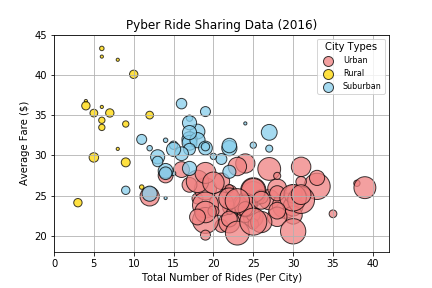 Pyber Ride Sharing Data (2016)
City Types
Urban
Rural
Suburban
Average Fare ($)
45
40
35
30
25
20
0 5 10 15 20 25 30 35 40
Total Number of Rides (Per City)